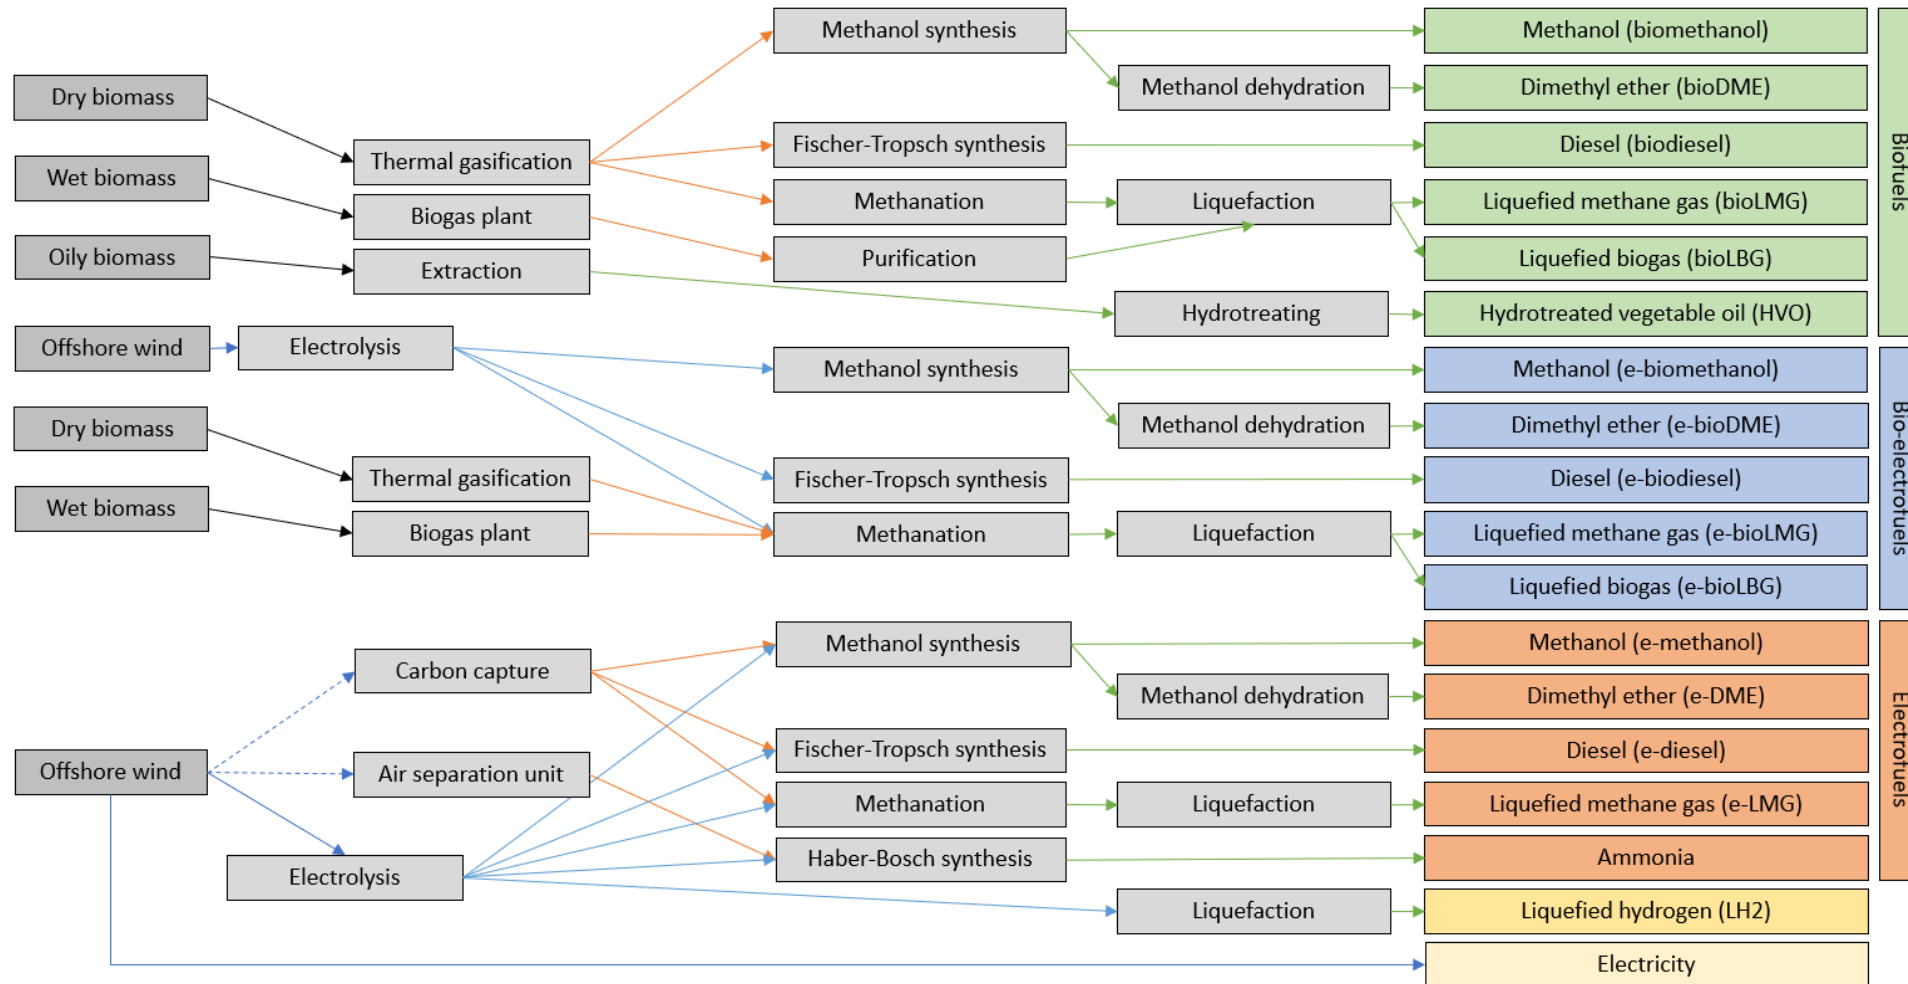 Methanol synthesis
Methanol (biomethanol)
Dry biomass
Methanol dehydration
Dimethyl ether (bioDME)
Thermal gasification
Fischer-Tropsch synthesis
Diesel (biodiesel)
Wet biomass
Methanation
Liquefaction
Liquefied methane gas (bioLMG)
Biogas plant
Oily biomass
Extraction
Purification
Liquefied biogas (bioLBG)
Hydrotreating
Hydrotreated vegetable oil (HVO)
Biofuels
Offshore wind
Electrolysis
Methanol synthesis
Methanol (e-biomethanol)
Dry biomass
Methanol dehydration
Dimethyl ether (e-bioDME)
Thermal gasification
Fischer-Tropsch synthesis
Diesel (e-biodiesel)
Wet biomass
Biogas plant
Methanation
Liquefaction
Liquefied methane gas (e-bioLMG)
Liquefied biogas (e-bioLBG)
Bio-electrofuels
Carbon capture
Methanol synthesis
Methanol (e-methanol)
Methanol dehydration
Dimethyl ether (e-DME)
Offshore wind
Air separation unit
Fischer-Tropsch synthesis
Diesel (e-diesel)
Methanation
Liquefaction
Liquefied methane gas (e-LMG)
Electrolysis
Haber-Bosch synthesis
Ammonia
Electrofuels
Liquefaction
Liquefied hydrogen (LH2)
Electricity